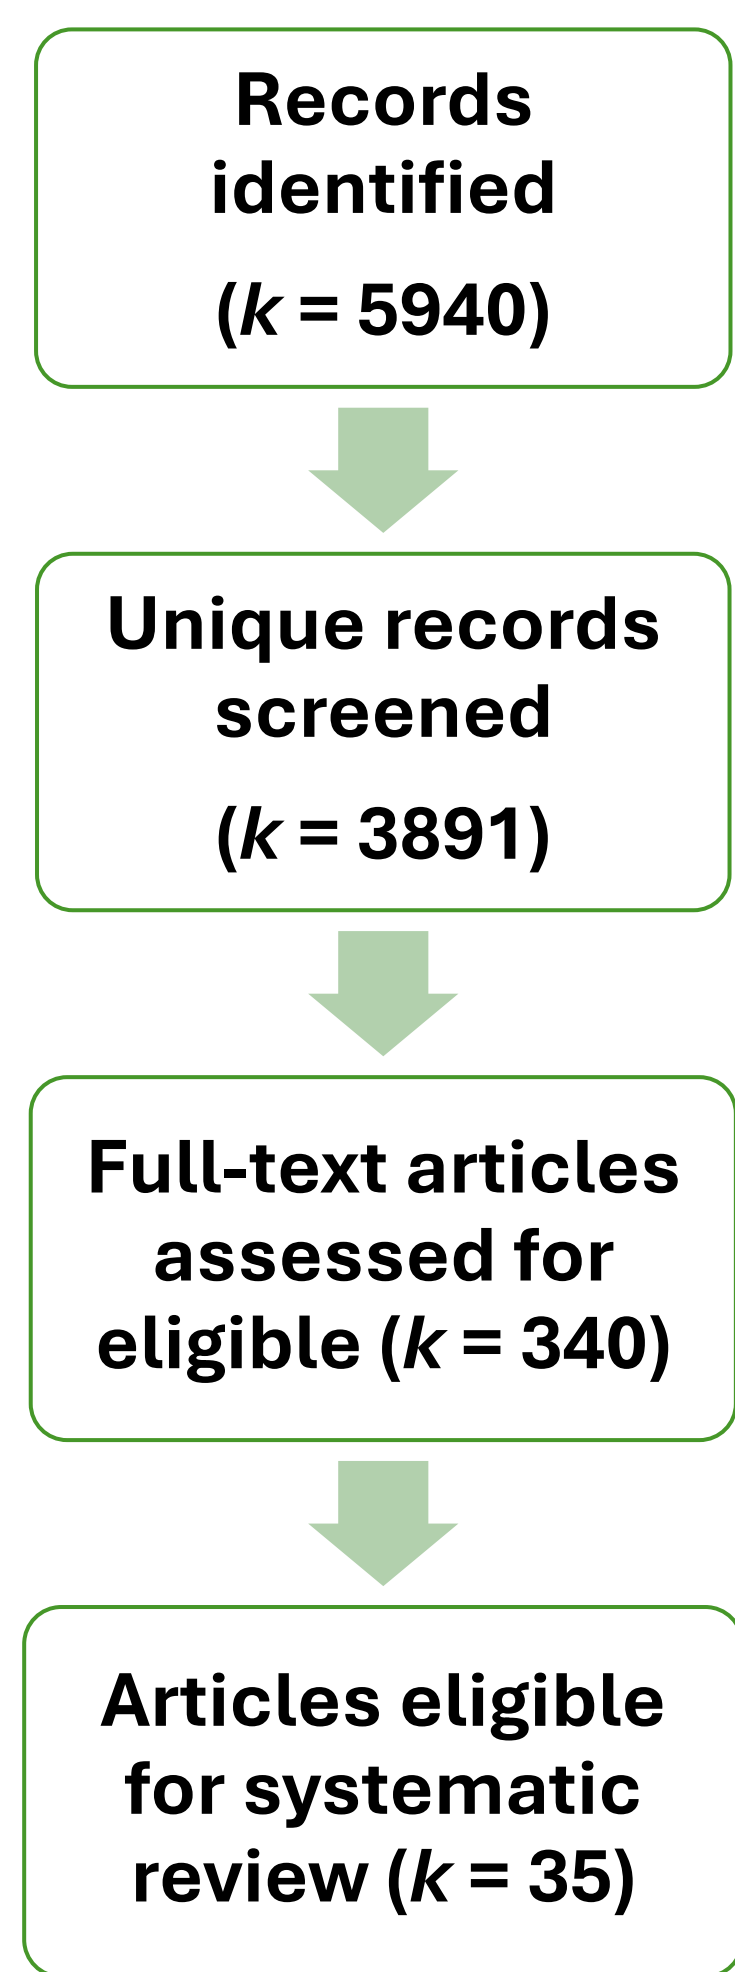 Records
identified
(k = 5940)
Unique records
screened
(k = 3891)
Full-text articles
assessed for
eligible (k = 340)
Articles eligible
for systematic
review (k = 35)